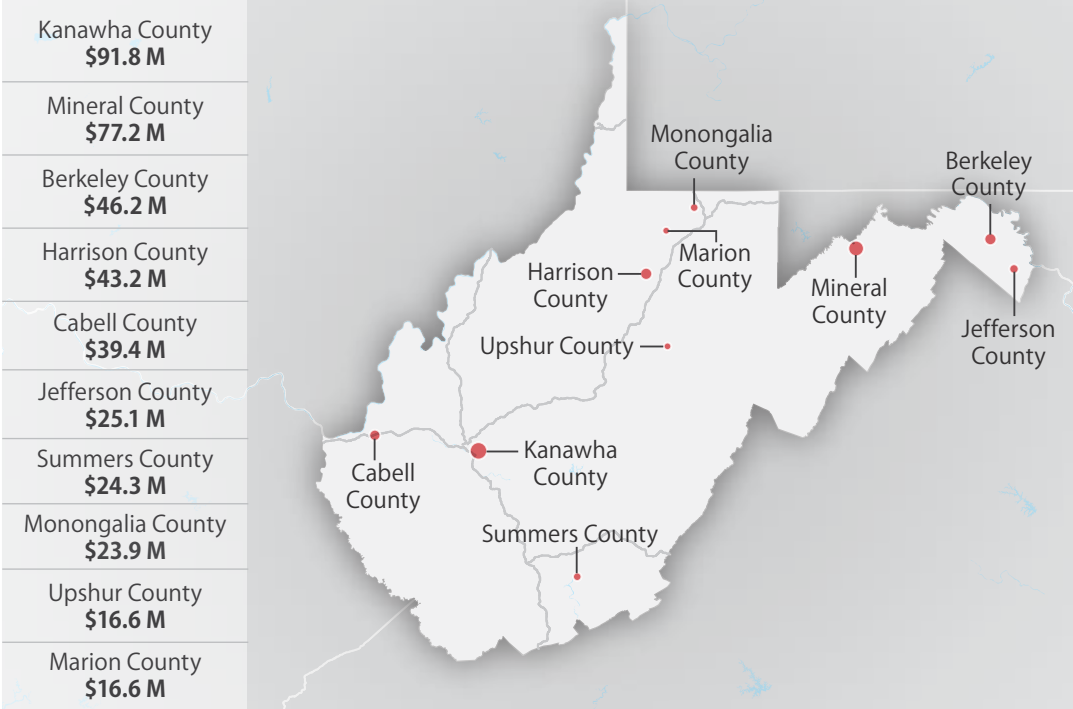 Kanawha County
$91.8 M
Mineral County
$77.2 M
Berkeley County
$46.2 M
Harrison County
$43.2 M
Cabell County
$39.4 M
Jefferson County
$25.1 M
Summers County
$24.3 M
Monongalia County
$23.9 M
Upshur County
$16.6 M
Marion County
$16.6 M
Monongalia
County
Berkeley
County
Marion
County
Harrison
County
Mineral
County
Jefferson
County
Upshur County
Kanawha
County
Cabell
County
Summers County